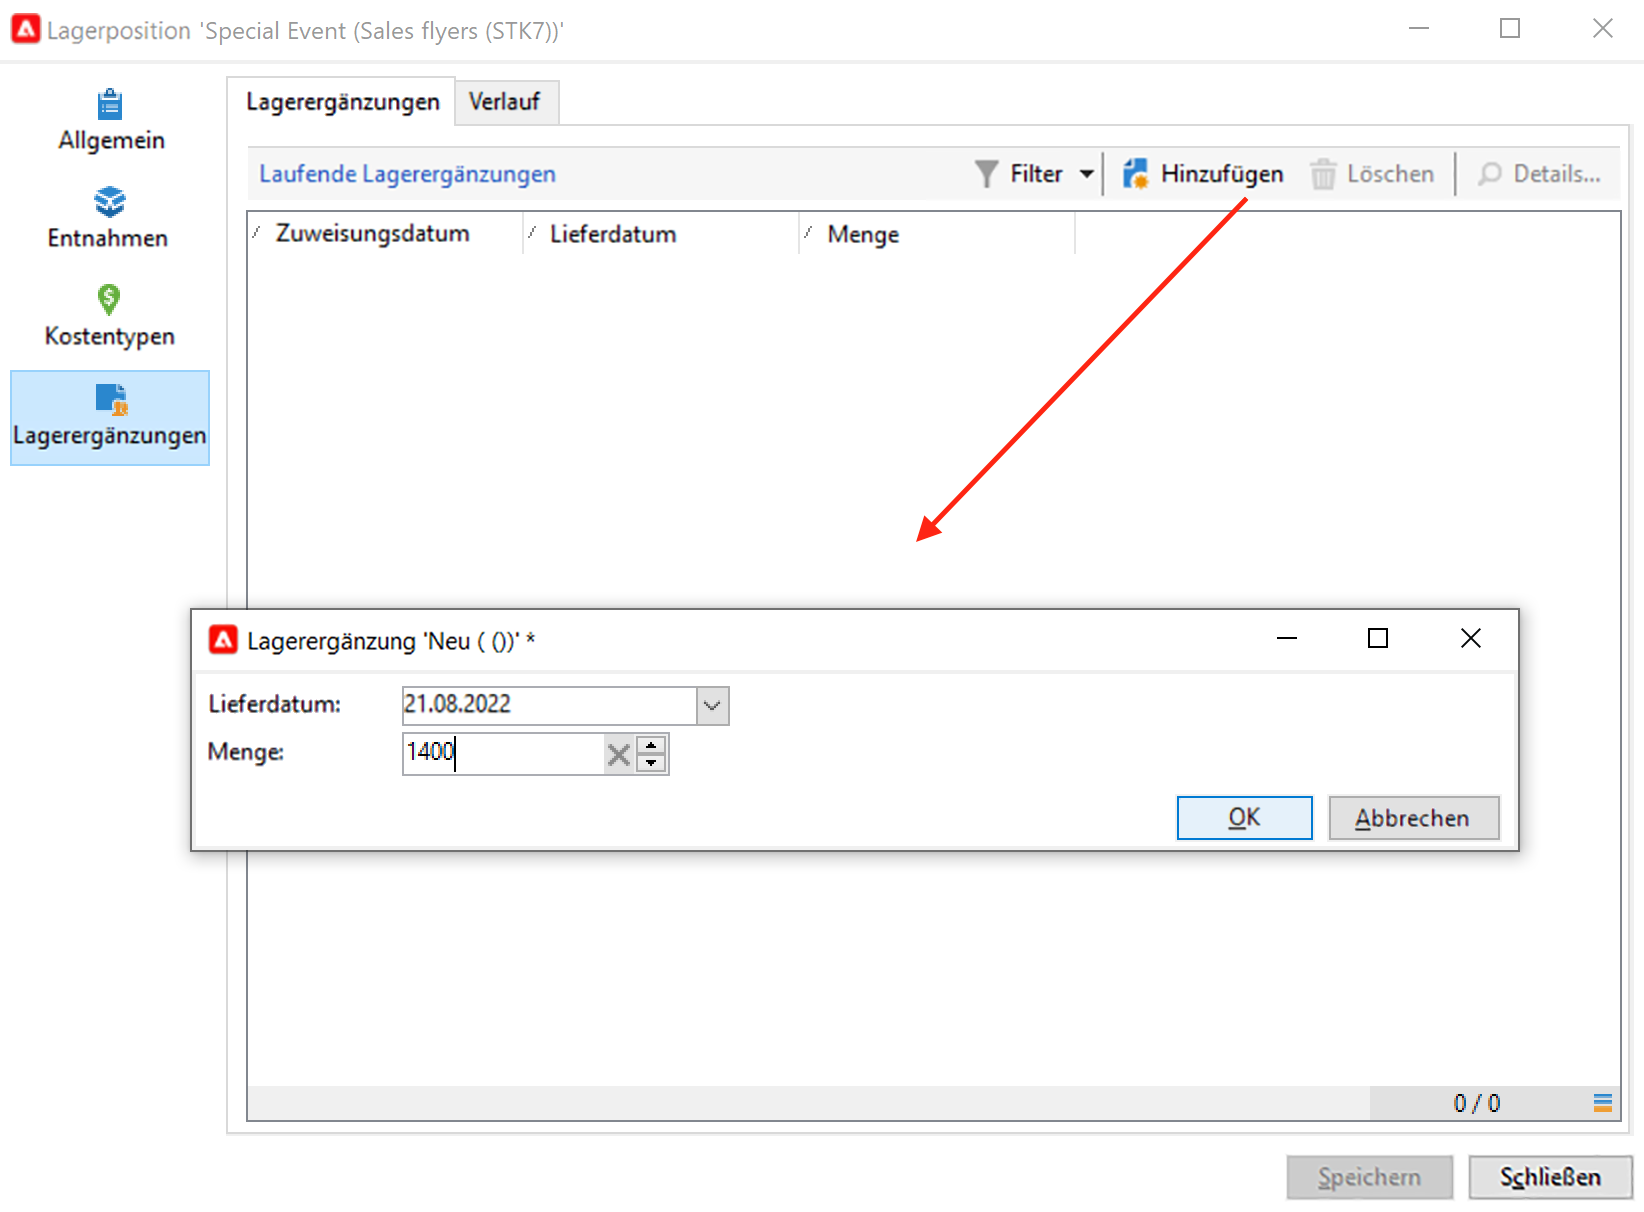 Lagerposition 'Special Event (Sales flyers (STK7))'
Allgemein
Entnahmen
Kostentypen
Lagerergänzungen
Lagerergänzungen Verlauf
Laufende Lagerergänzungen Filter Hinzufügen Löschen Details...
Zuweisungsdatum Lieferdatum Menge
Lagerergänzung 'Neu ( ())' *
Lieferdatum: 21.08.2022
Menge: 1400
OK Abbrechen
0 / 0
Speichern Schließen